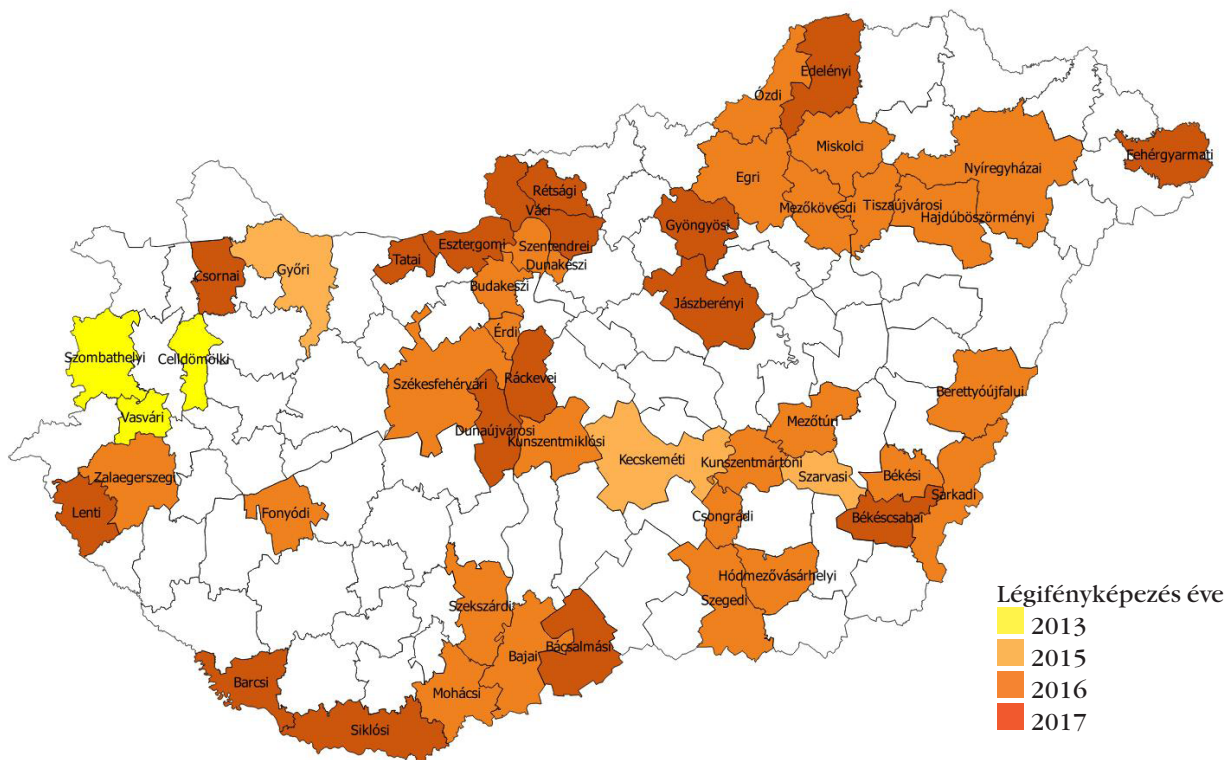 Edelényi
Ózdi
Miskolci
Fehérgyarmati
Nyíregyházai
Egri
Rétsági
Mezőkövesdi
Tiszaújvárosi
Váci
Hajdúböszörményi
Gyöngyösi
Esztergomi
Szentendrei
Tatai
Dunakeszi
Csornai
Győri
Budakeszi
Jászberényi
Érdi
Szombathelyi
Celldömölki
Székesfehérvári
Ráckevei
Berettyóújfalui
Vasvári
Mezőtúri
Dunaújvárosi
Kunszentmiklósi
Kecskeméti
Kunszentmártoni
Szarvasi
Békési
Zalaegerszegi
Sarkadi
Lenti
Fonyódi
Csongrádi
Békéscsabai
Hódmezővásárhelyi
Szekszárdi
Szegedi
Bácsalmási
Bajai
Barcsi
Mohácsi
Siklósi
Légifényképezés éve
2013
2015
2016
2017